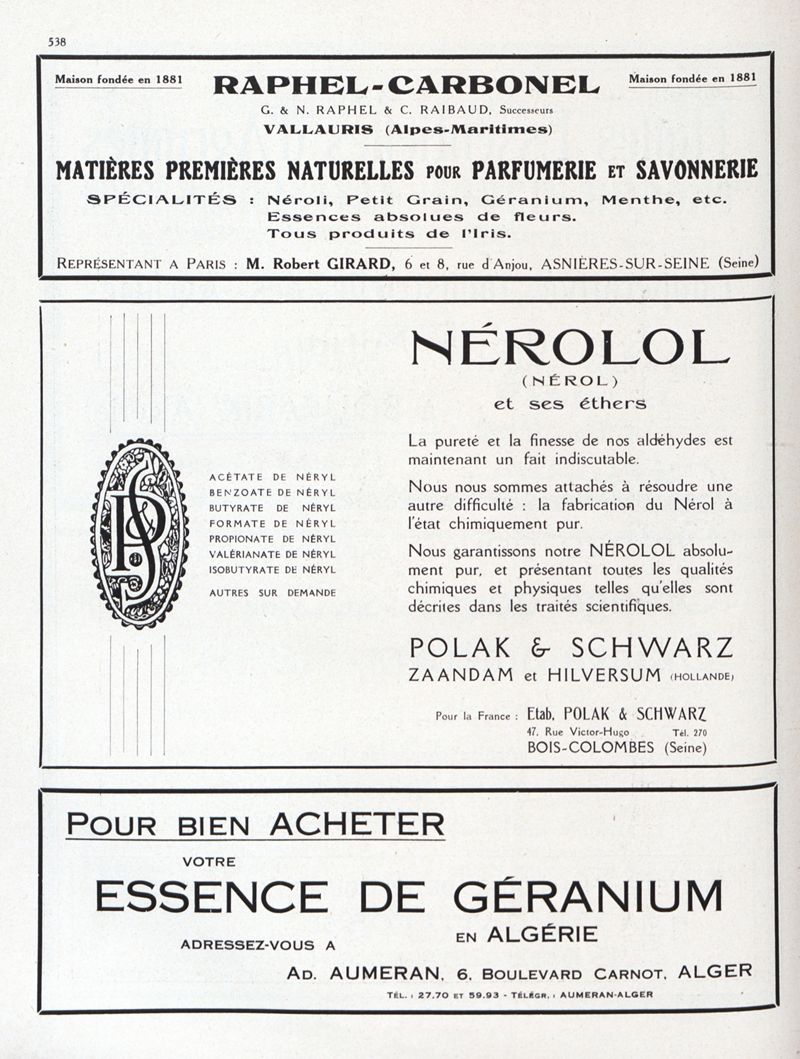 538
Maison fondée en 1881
RAPHEL-CARBONEL
Maison fondée en 1881
G. & N. RAPHEL & C. RAIBAUD, Successeurs
VALLAURIS (Alpes-Maritimes)
MATIÈRES PREMIÈRES NATURELLES POUR PARFUMERIE ET SAVONNERIE
SPÉCIALITÉS : Néroli, Petit Grain, Géranium, Menthe, etc.
Essences absolues de fleurs.
Tous produits de l'Iris.
REPRÉSENTANT A PARIS : M. Robert GIRARD, 6 et 8, rue d'Anjou, ASNIÈRES-SUR-SEINE (Seine)
NÉROLOL
(NÉROL)
et ses éthers
La pureté et la finesse de nos aldéhydes est
maintenant un fait indiscutable.
Nous nous sommes attachés à résoudre une
autre difficulté : la fabrication du Nérol à
l'état chimiquement pur.
Nous garantissons notre NÉROLOL absolu-
ment pur, et présentant toutes les qualités
chimiques et physiques telles qu'elles sont
décrites dans les traités scientifiques.
P&S
ACÉTATE DE NÉRYL
BENZOATE DE NÉRYL
BUTYRATE DE NÉRYL
FORMATE DE NÉRYL
PROPIONATE DE NÉRYL
VALÉRIANATE DE NÉRYL
ISOBUTYRATE DE NÉRYL
AUTRES SUR DEMANDE
POLAK & SCHWARZ
ZAANDAM et HILVERSUM (HOLLANDE)
Pour la France : Etab. POLAK & SCHWARZ
47, Rue Victor-Hugo Tél. 270
BOIS-COLOMBES (Seine)
POUR BIEN ACHETER
VOTRE
ESSENCE DE GÉRANIUM
EN ALGÉRIE
ADRESSEZ-VOUS A
AD. AUMERAN, 6, BOULEVARD CARNOT, ALGER
TÉL. : 27.70 ET 59.93 - TÉLÉGR. : AUMERAN-ALGER